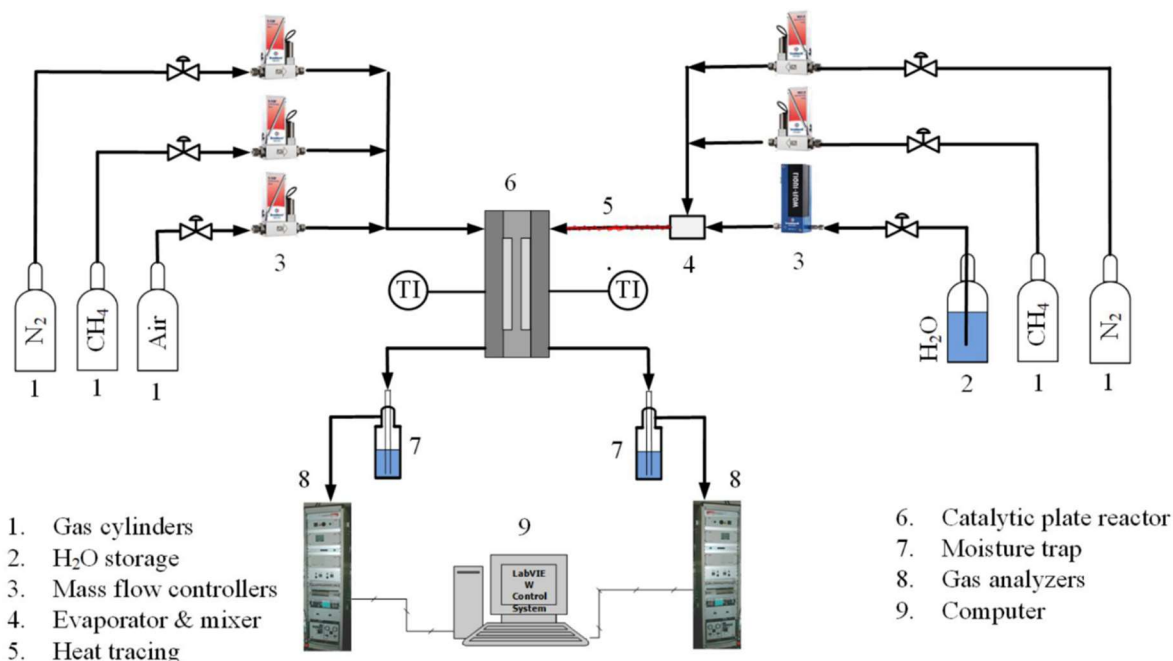 6
5
3
4
3
TI
TI
N₂
CH₄
Air
H₂O
CH₄
N₂
1
1
1
2
1
1
7
7
8
8
9
LabVIE
W
Control
System
1. Gas cylinders
2. H₂O storage
3. Mass flow controllers
4. Evaporator & mixer
5. Heat tracing
6. Catalytic plate reactor
7. Moisture trap
8. Gas analyzers
9. Computer